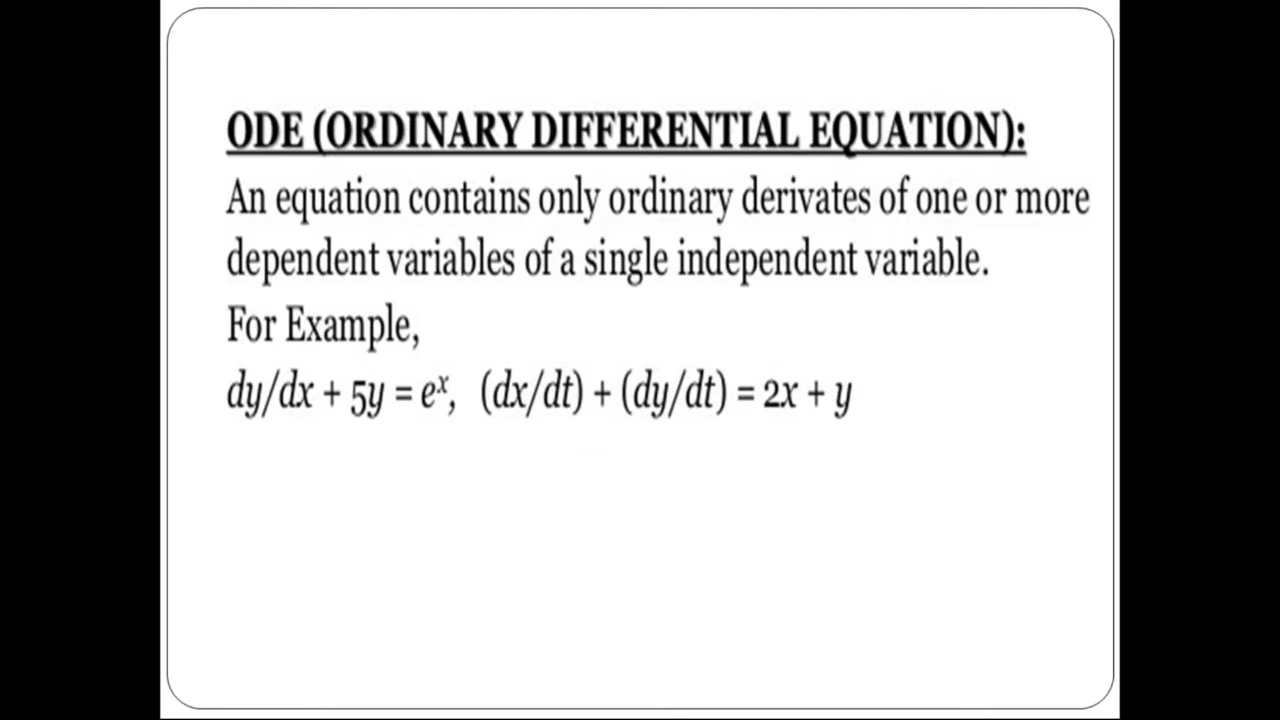 ODE (ORDINARY DIFFERENTIAL EQUATION):
An equation contains only ordinary derivates of one or more
dependent variables of a single independent variable.
For Example,
dy/dx + 5y = eˣ, (dx/dt) + (dy/dt) = 2x + y